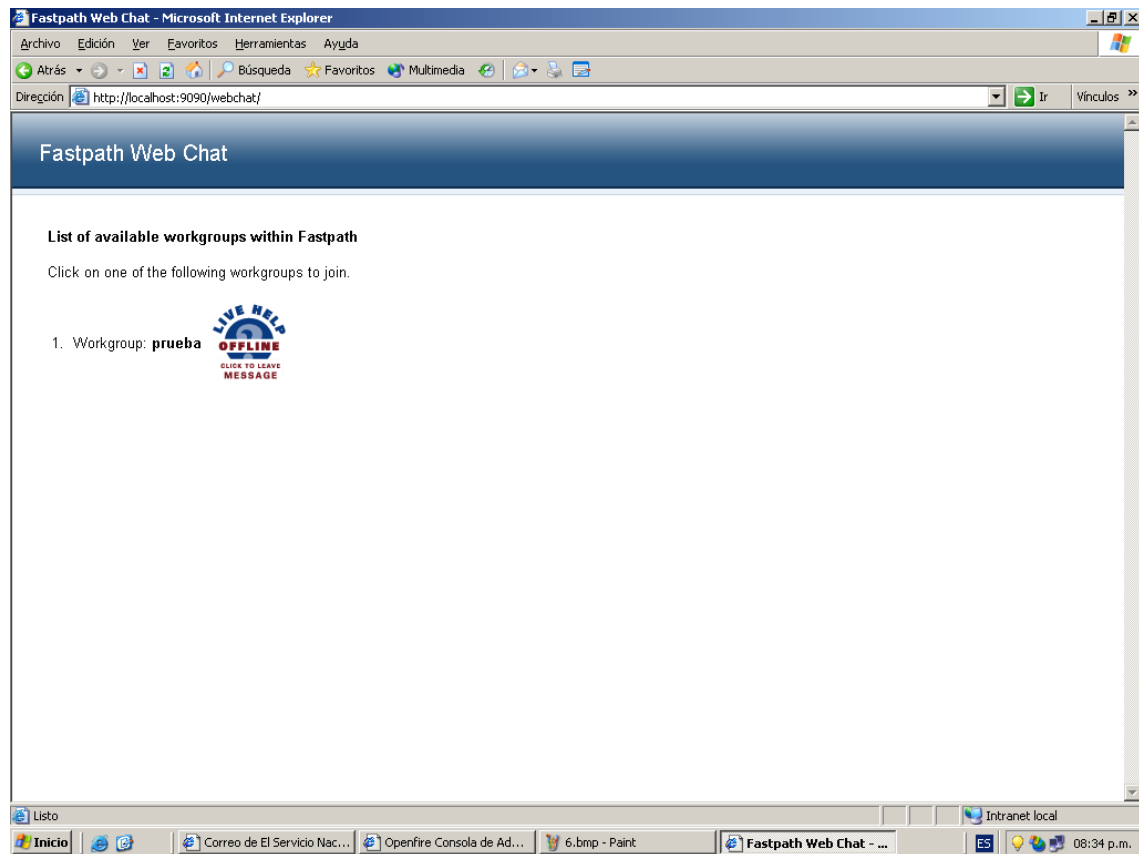 Fastpath Web Chat - Microsoft Internet Explorer
Archivo Edición Ver Favoritos Herramientas Ayuda
Atrás Búsqueda Favoritos Multimedia
Dirección http://localhost:9090/webchat/ Ir Vínculos »
Fastpath Web Chat
List of available workgroups within Fastpath
Click on one of the following workgroups to join.
1. Workgroup: prueba
LIVE HELP
OFFLINE
CLICK TO LEAVE
MESSAGE
Listo Intranet local
Inicio Correo de El Servicio Nac... Openfire Consola de Ad... 6.bmp - Paint Fastpath Web Chat - ... ES 08:34 p.m.